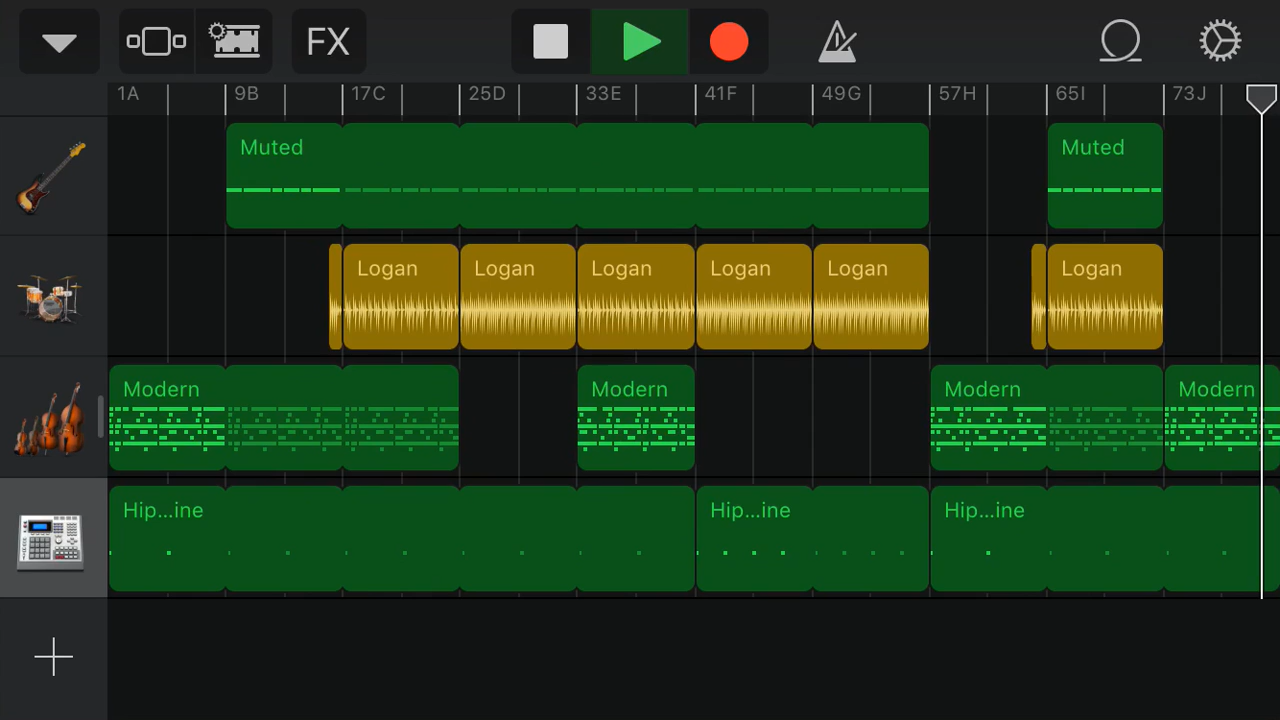 FX
1A 9B 17C 25D 33E 41F 49G 57H 65I 73J
Muted Muted
Logan Logan Logan Logan Logan Logan
Modern Modern Modern Modern
Hip...ine Hip...ine Hip...ine